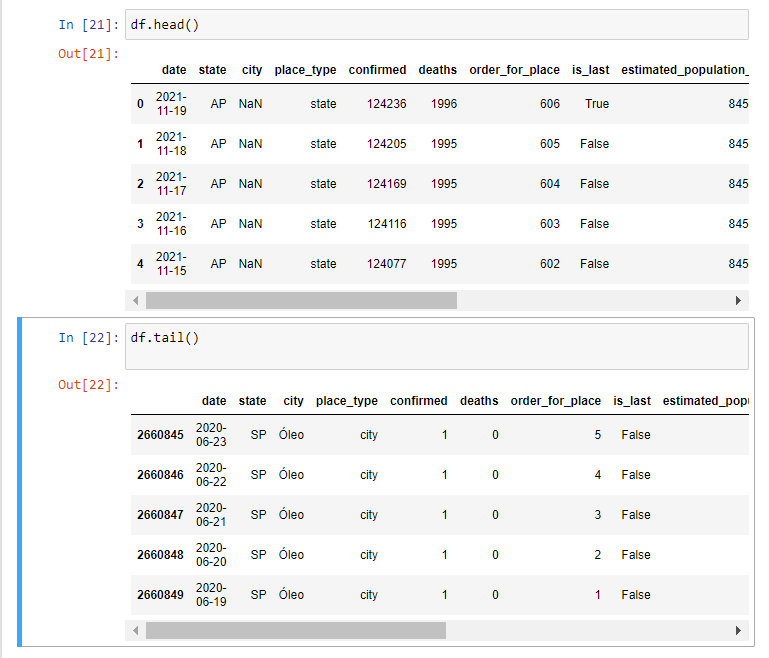 In [21]: df.head()
Out[21]:
date state city place_type confirmed deaths order_for_place is_last estimated_population_
0 2021-11-19 AP NaN state 124236 1996 606 True 845
1 2021-11-18 AP NaN state 124205 1995 605 False 845
2 2021-11-17 AP NaN state 124169 1995 604 False 845
3 2021-11-16 AP NaN state 124116 1995 603 False 845
4 2021-11-15 AP NaN state 124077 1995 602 False 845
In [22]: df.tail()
Out[22]:
date state city place_type confirmed deaths order_for_place is_last estimated_popu
2660845 2020-06-23 SP Óleo city 1 0 5 False
2660846 2020-06-22 SP Óleo city 1 0 4 False
2660847 2020-06-21 SP Óleo city 1 0 3 False
2660848 2020-06-20 SP Óleo city 1 0 2 False
2660849 2020-06-19 SP Óleo city 1 0 1 False